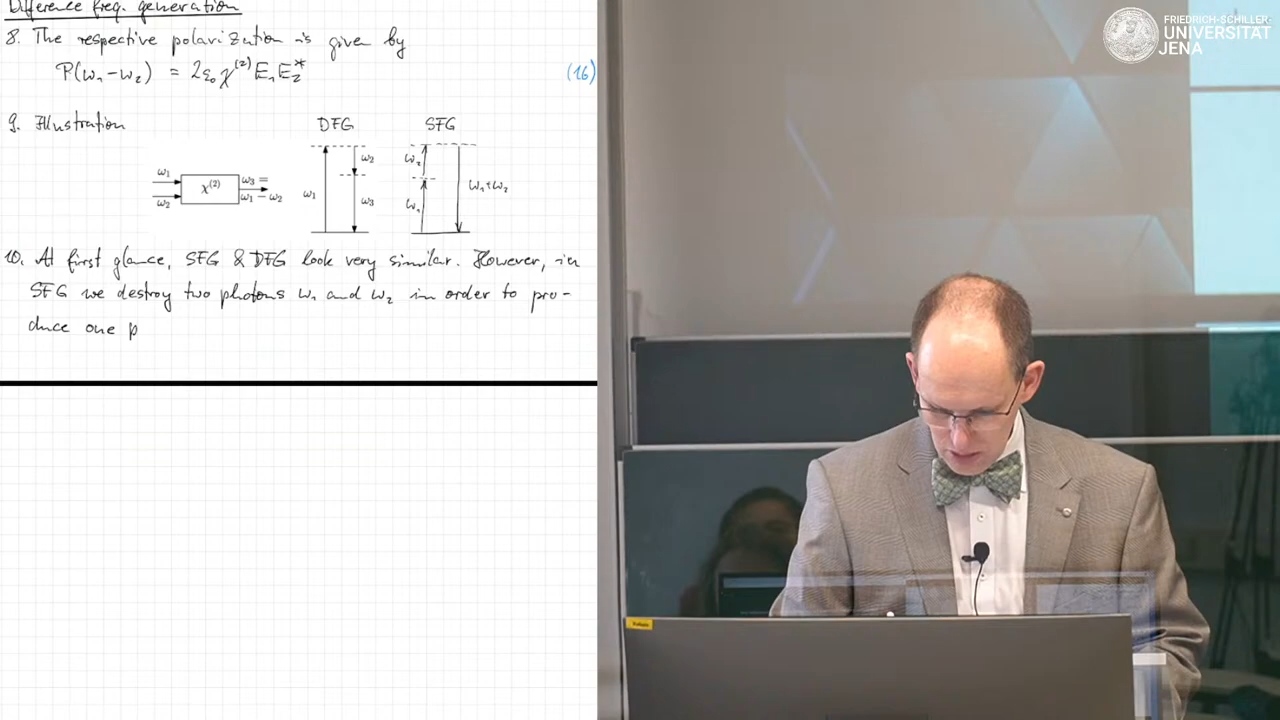 Difference freq. generation
8. The respective polarization is given by
P(ω₁-ω₂) = 2ε₀χ⁽²⁾E₁E₂* (16)
9. Illustration
DFG
SFG
ω₁
ω₂
χ⁽²⁾
ω₃ =
ω₁ − ω₂
ω₁
ω₂
ω₃
ω₂
ω₁
ω₁+ω₂
10. At first glance, SFG & DFG look very similar. However, in
SFG we destroy two photons ω₁ and ω₂ in order to pro-
duce one p
FRIEDRICH-SCHILLER-
UNIVERSITÄT
JENA